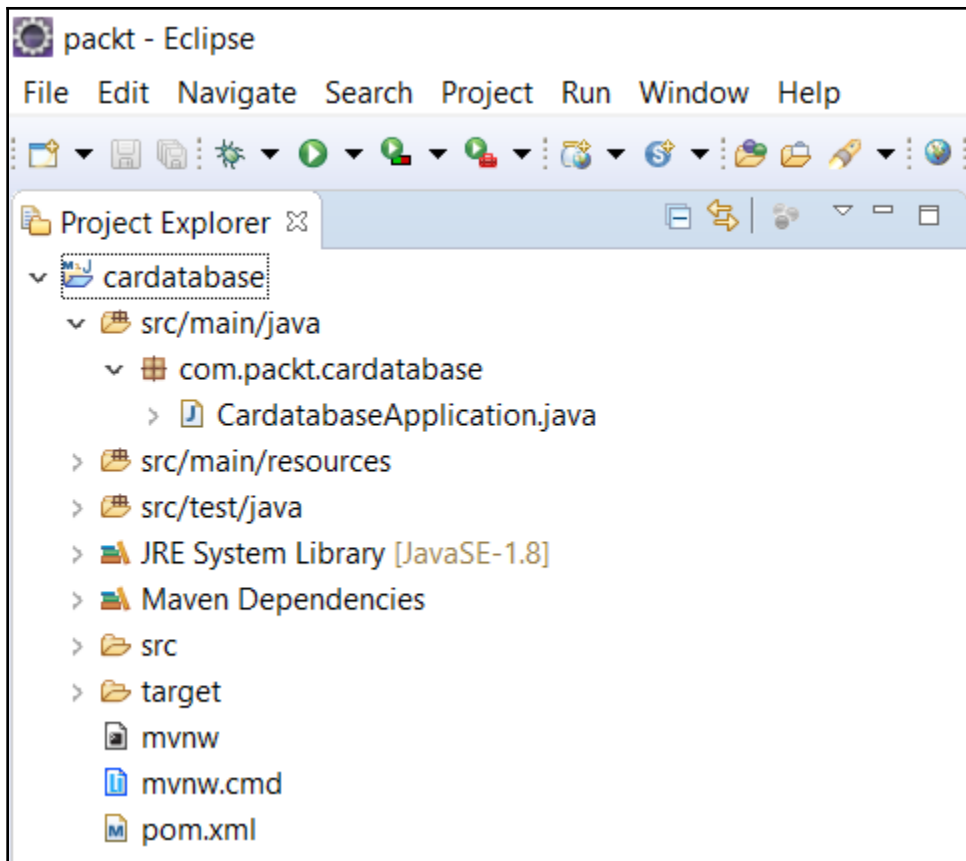 packt - Eclipse
File Edit Navigate Search Project Run Window Help
Project Explorer
cardatabase
src/main/java
com.packt.cardatabase
CardatabaseApplication.java
src/main/resources
src/test/java
JRE System Library [JavaSE-1.8]
Maven Dependencies
src
target
mvnw
mvnw.cmd
pom.xml